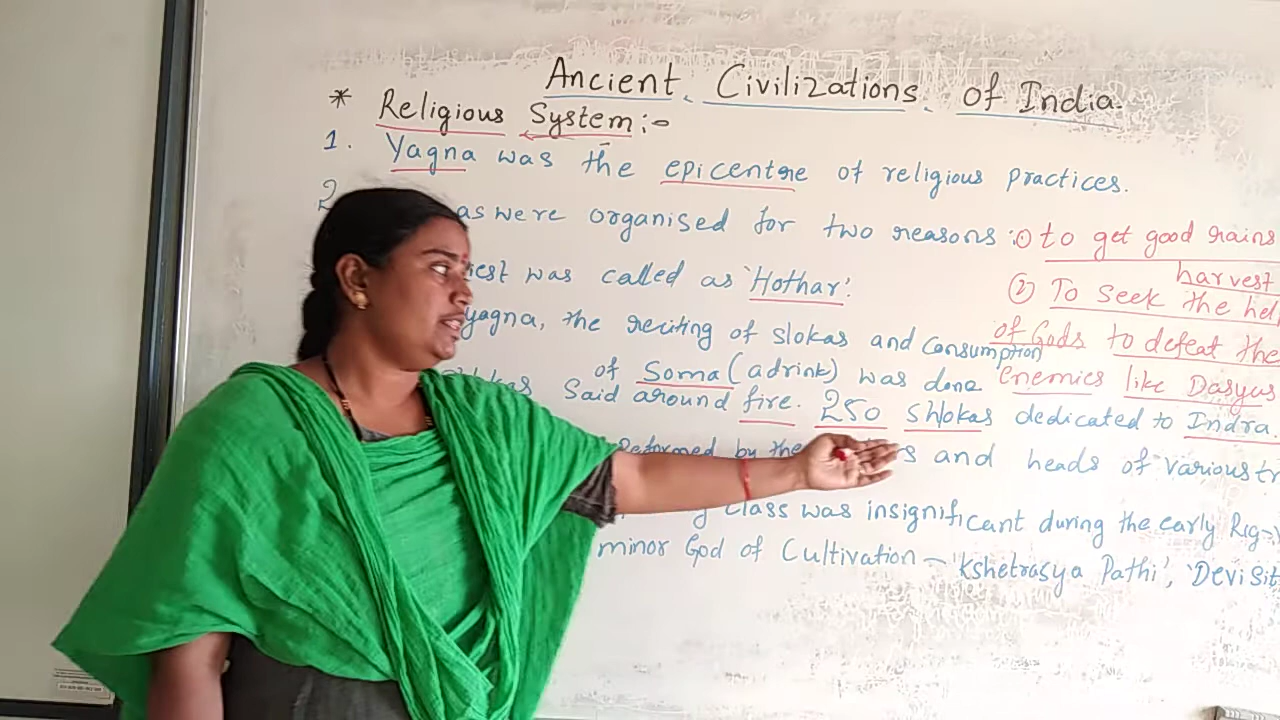 Ancient Civilizations of India.
* Religious System :-
1. Yagna was the epicentre of religious practices.
2 as were organised for two reasons : ① to get good rains
harvest
iest was called as 'Hothar'.
② To seek the hel
yagna, the reciting of slokas and consumption
of Gods to defeat the
of Soma (a drink) was done
enemies like Dasyus
Said around fire. 250 Shlokas dedicated to Indra.
Performed by the s and heads of various tr
g class was insignificant during the early Rig-V
minor God of Cultivation - 'Kshetrasya Pathi', 'Devi Sit